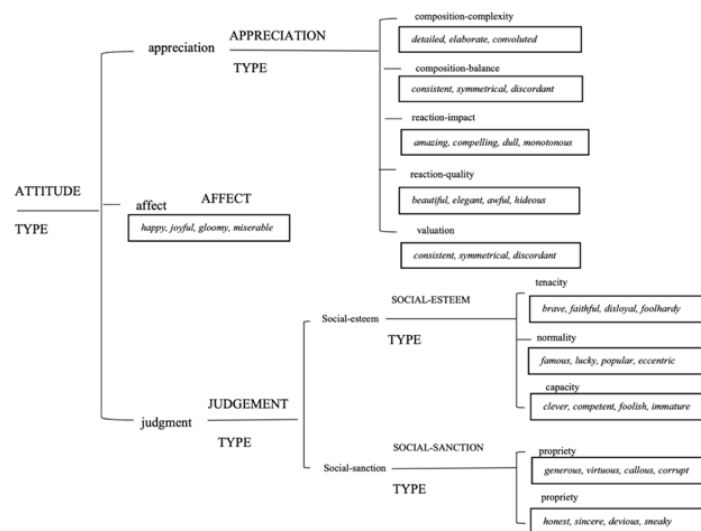 composition-complexity
appreciation
APPRECIATION
TYPE
detailed, elaborate, convoluted
composition-balance
consistent, symmetrical, discordant
reaction-impact
amazing, compelling, dull, monotonous
reaction-quality
beautiful, elegant, awful, hideous
valuation
consistent, symmetrical, discordant
ATTITUDE
TYPE
affect
AFFECT
happy, joyful, gloomy, miserable
judgment
JUDGEMENT
TYPE
Social-esteem
SOCIAL-ESTEEM
TYPE
tenacity
brave, faithful, disloyal, foolhardy
normality
famous, lucky, popular, eccentric
capacity
clever, competent, foolish, immature
Social-sanction
SOCIAL-SANCTION
TYPE
propriety
generous, virtuous, callous, corrupt
propriety
honest, sincere, devious, sneaky